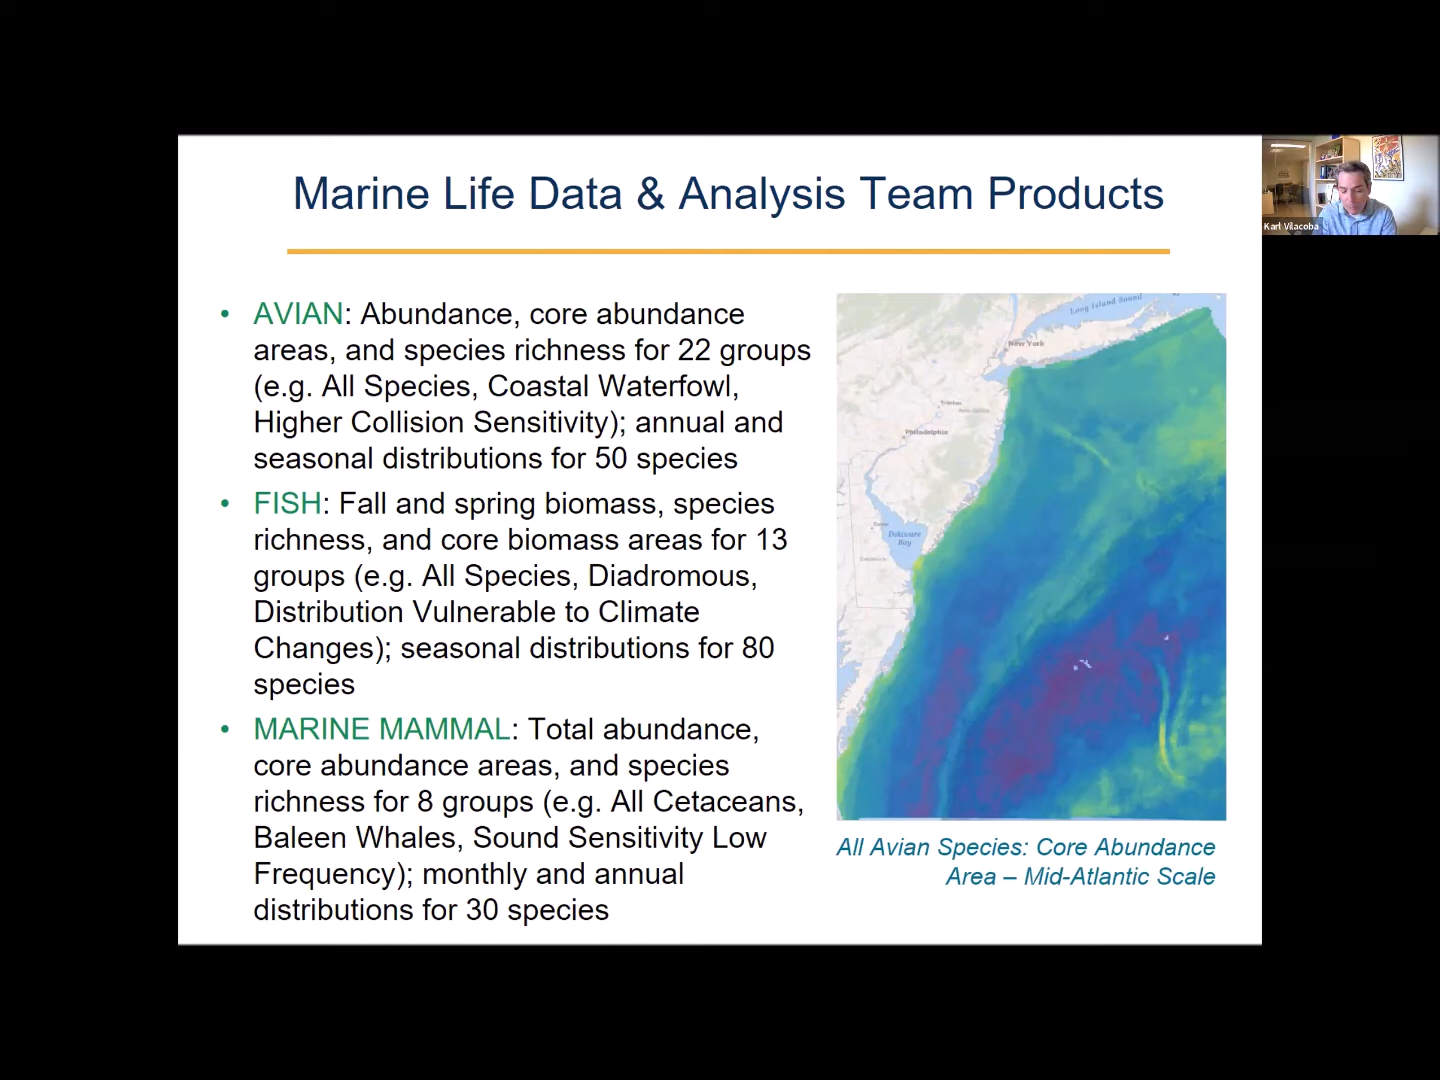 Marine Life Data & Analysis Team Products
Karl Vilacoba
• AVIAN: Abundance, core abundance
areas, and species richness for 22 groups
(e.g. All Species, Coastal Waterfowl,
Higher Collision Sensitivity); annual and
seasonal distributions for 50 species
• FISH: Fall and spring biomass, species
richness, and core biomass areas for 13
groups (e.g. All Species, Diadromous,
Distribution Vulnerable to Climate
Changes); seasonal distributions for 80
species
• MARINE MAMMAL: Total abundance,
core abundance areas, and species
richness for 8 groups (e.g. All Cetaceans,
Baleen Whales, Sound Sensitivity Low
Frequency); monthly and annual
distributions for 30 species
Long Island Sound
New York
Trenton
Philadelphia
Dover
Delaware
Bay
All Avian Species: Core Abundance
Area – Mid-Atlantic Scale